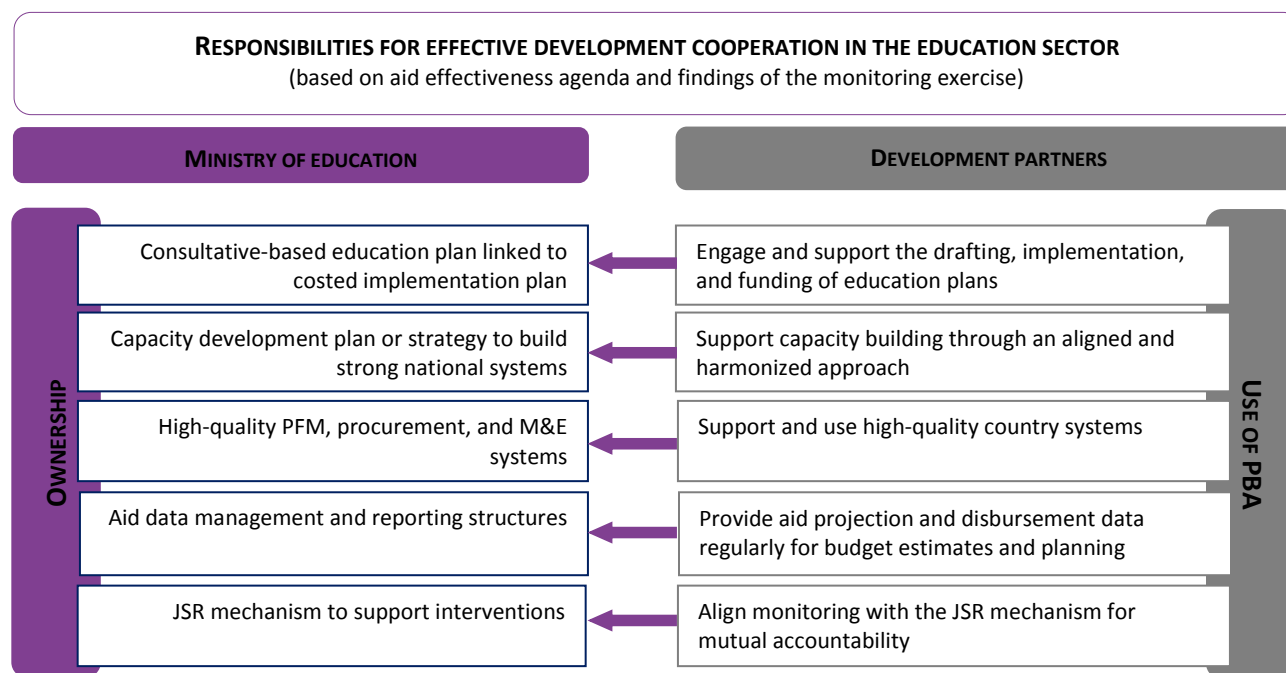 RESPONSIBILITIES FOR EFFECTIVE DEVELOPMENT COOPERATION IN THE EDUCATION SECTOR
(based on aid effectiveness agenda and findings of the monitoring exercise)
MINISTRY OF EDUCATION
DEVELOPMENT PARTNERS
OWNERSHIP
Consultative-based education plan linked to
costed implementation plan
Engage and support the drafting, implementation,
and funding of education plans
Capacity development plan or strategy to build
strong national systems
Support capacity building through an aligned and
harmonized approach
High-quality PFM, procurement, and M&E
systems
Support and use high-quality country systems
Aid data management and reporting structures
Provide aid projection and disbursement data
regularly for budget estimates and planning
JSR mechanism to support interventions
Align monitoring with the JSR mechanism for
mutual accountability
USE OF PBA